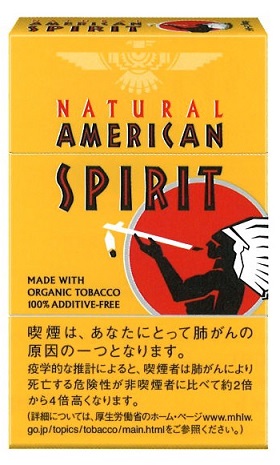 AMERICAN
SPIRIT
NATURAL
AMERICAN
SPIRIT
MADE WITH
ORGANIC TOBACCO
100% ADDITIVE-FREE
喫煙は、あなたにとって肺がんの
原因の一つとなります。
疫学的な推計によると、喫煙者は肺がんにより
死亡する危険性が非喫煙者に比べて約2倍
から4倍高くなります。
(詳細については、厚生労働省のホーム・ページwww.mhlw.
go.jp/topics/tobacco/main.htmlをご参照ください。)